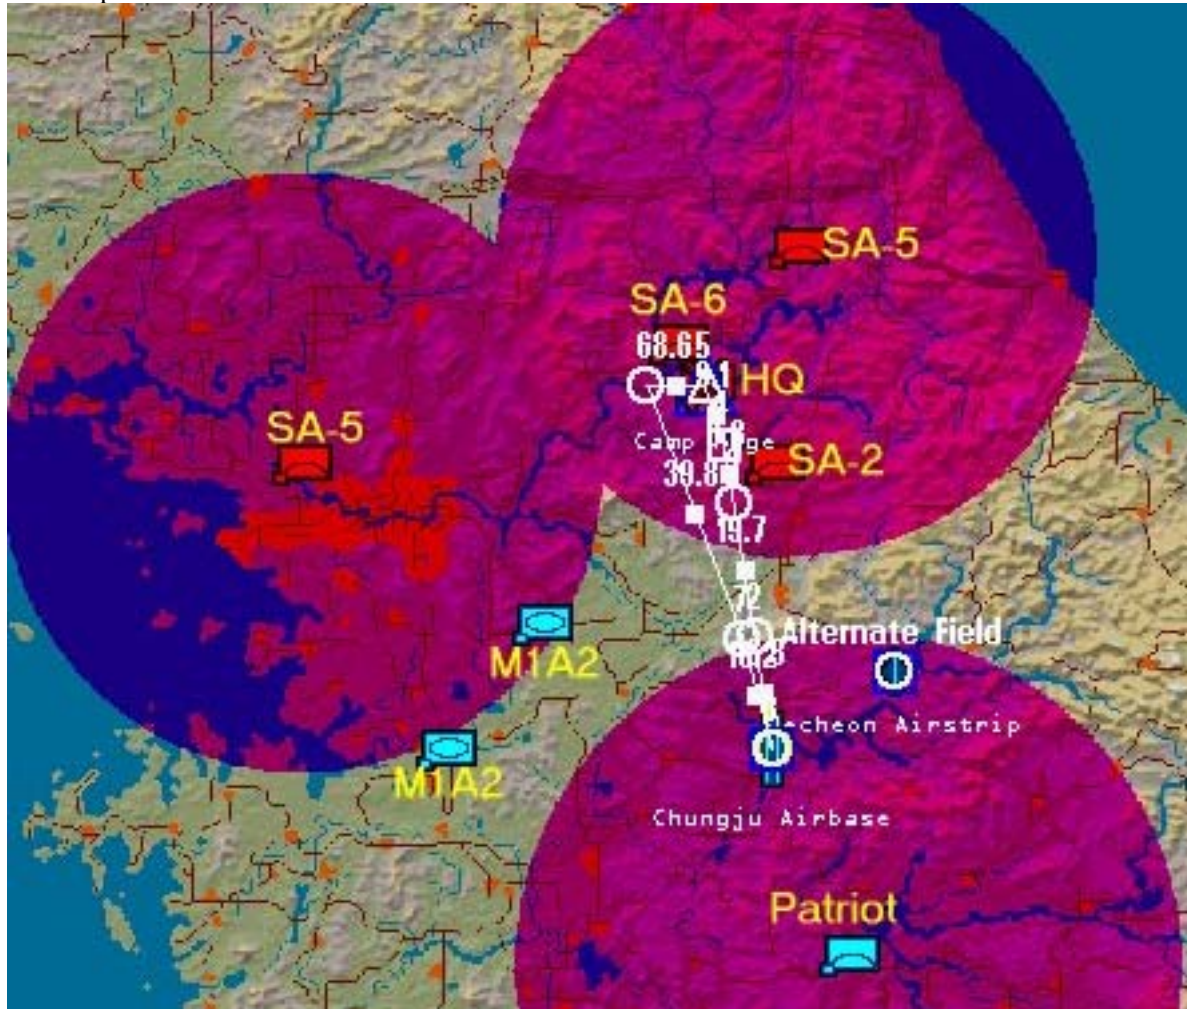 SA-5
SA-6
68.65
HQ
SA-5
SA-2
39.8
19.7
72
Alternate Field
M1A2
Airstrip
M1A2
Chungju Airbase
Patriot